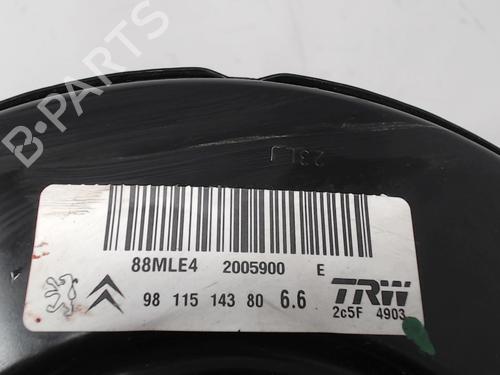 B-PARTS
23LJ
88MLE4 2005900 E
98 115 143 80 6.6
TRW
2c5F 4903